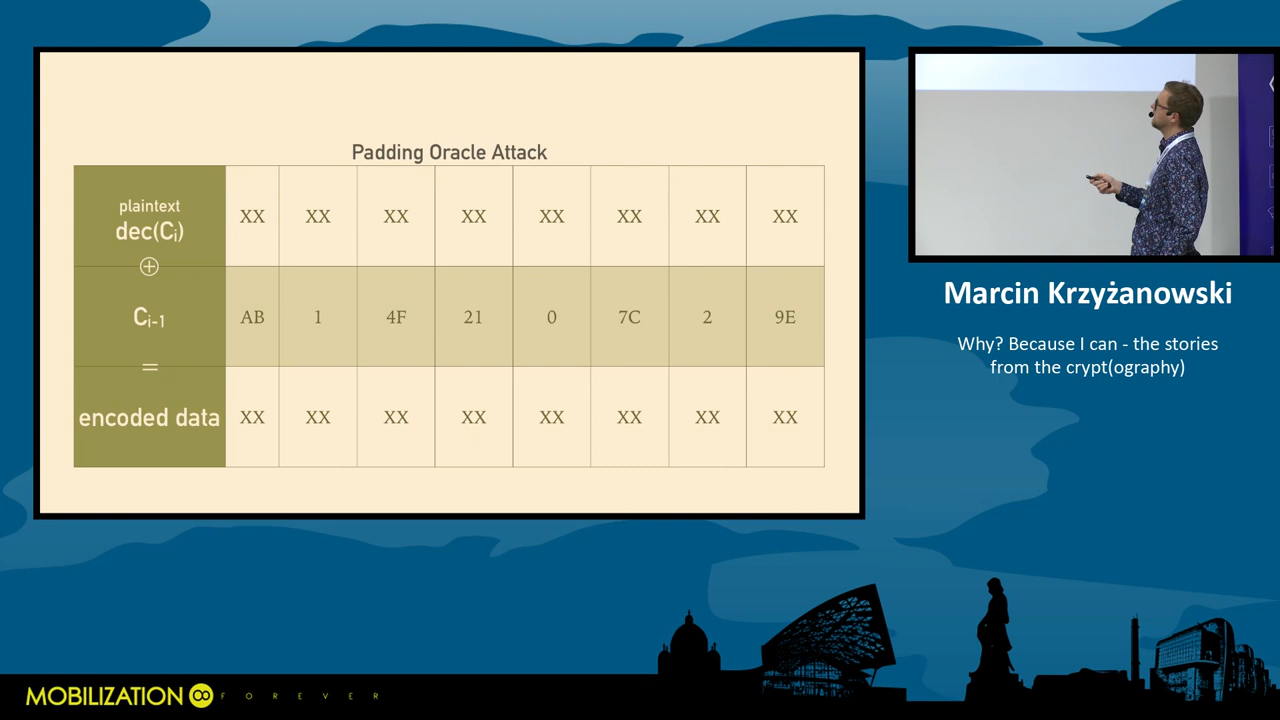 Padding Oracle Attack
plaintext
dec(Cᵢ)
XX XX XX XX XX XX XX XX
⊕
Cᵢ₋₁
AB 1 4F 21 0 7C 2 9E
=
encoded data
XX XX XX XX XX XX XX XX
Marcin Krzyżanowski
Why? Because I can - the stories
from the crypt(ography)
MOBILIZATION 8 FOREVER